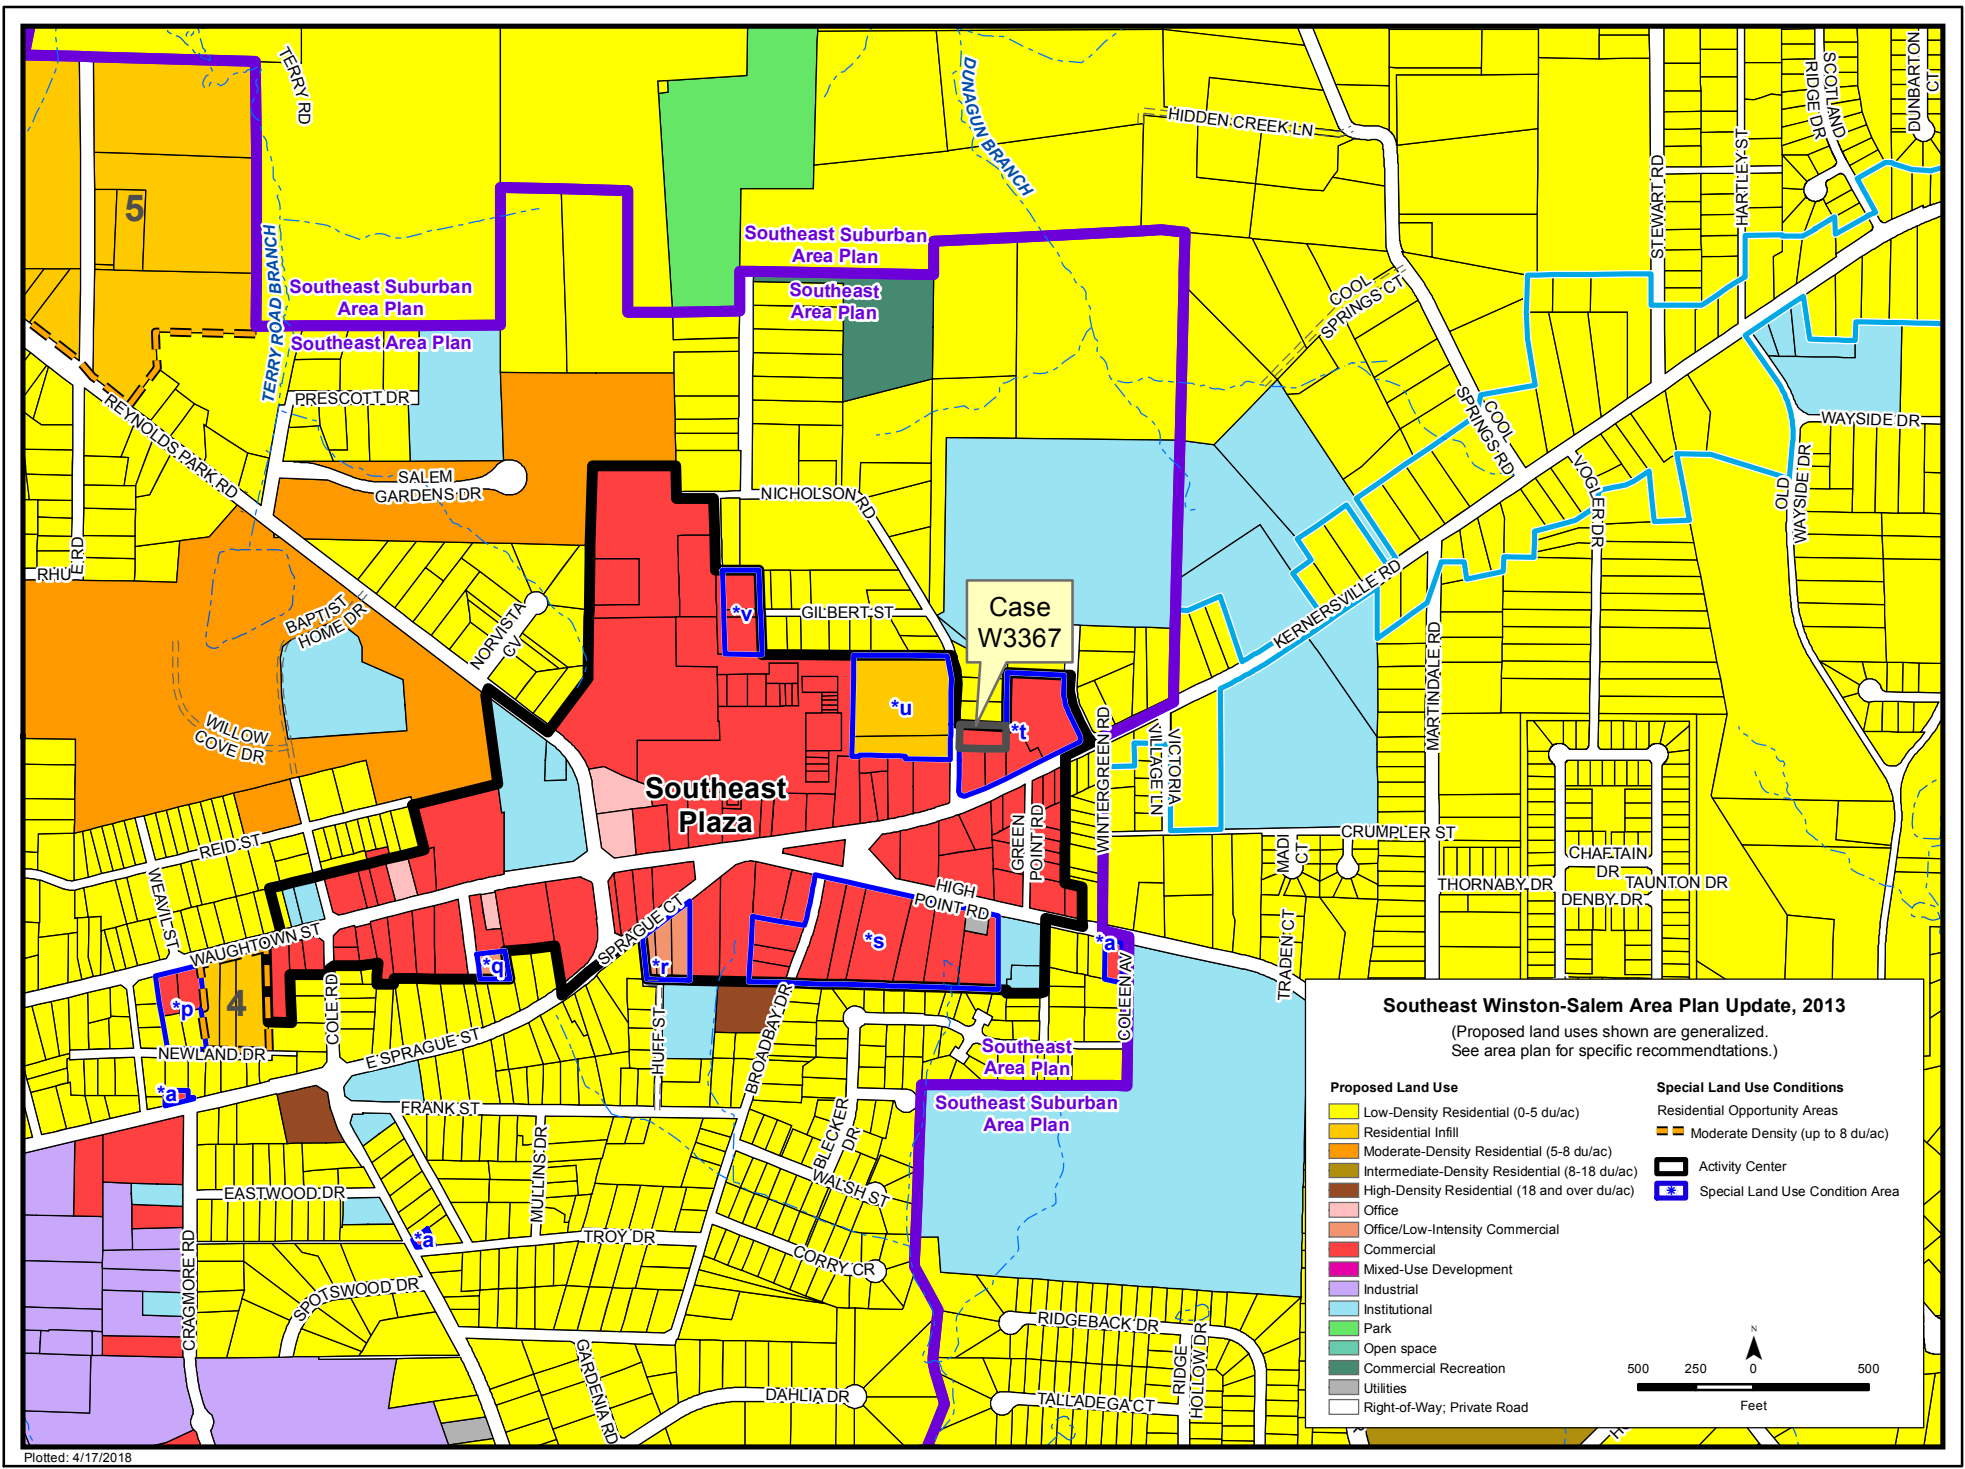 TERRY RD
DUNAGUN BRANCH
HIDDEN CREEK LN
STEWART RD
HARTLEY ST
SCOTLAND
RIDGE DR
DUNBARTON
CT
5
TERRY ROAD BRANCH
Southeast Suburban
Area Plan
Southeast Area Plan
Southeast Suburban
Area Plan
Southeast
Area Plan
COOL
SPRINGS CT
COOL
SPRINGS RD
PRESCOTT DR
REYNOLDS PARK RD
SALEM
GARDENS DR
NICHOLSON RD
VOGLER DR
OLD
WAYSIDE DR
WAYSIDE DR
RHUE RD
BAPTIST
HOME DR
NORVISTA
CV
*v
GILBERT ST
Case
W3367
KERNERSVILLE RD
MARTINDALE RD
WILLOW
COVE DR
*u
*t
WINTERGREEN RD
VICTORIA
VILLAGE LN
Southeast
Plaza
GREEN
POINT RD
CRUMPLER ST
MADI
CT
CHAFTAIN
DR
THORNABY DR
TAUNTON DR
DENBY DR
REID ST
WEAVIL ST
WAUGHTOWN ST
HIGH
POINT RD
SPRAGUE CT
*s
*r
*q
*p
*a
4
COLE RD
TRADEN CT
COLEEN AV
NEWLAND DR
*a
E SPRAGUE ST
HUFF ST
BROADBAY DR
Southeast
Area Plan
Southeast Suburban
Area Plan
FRANK ST
MULLINS DR
BLECKER
DR
WALSH ST
EASTWOOD DR
*a
TROY DR
CORRY CR
CRAGMORE RD
SPOTSWOOD DR
GARDENIA RD
DAHLIA DR
RIDGEBACK DR
RIDGE
HOLLOW DR
TALLADEGA CT
Southeast Winston-Salem Area Plan Update, 2013
(Proposed land uses shown are generalized.
See area plan for specific recommendtations.)
Proposed Land Use
Low-Density Residential (0-5 du/ac)
Residential Infill
Moderate-Density Residential (5-8 du/ac)
Intermediate-Density Residential (8-18 du/ac)
High-Density Residential (18 and over du/ac)
Office
Office/Low-Intensity Commercial
Commercial
Mixed-Use Development
Industrial
Institutional
Park
Open space
Commercial Recreation
Utilities
Right-of-Way; Private Road
Special Land Use Conditions
Residential Opportunity Areas
Moderate Density (up to 8 du/ac)
Activity Center
* Special Land Use Condition Area
N
500 250 0 500
Feet
Plotted: 4/17/2018